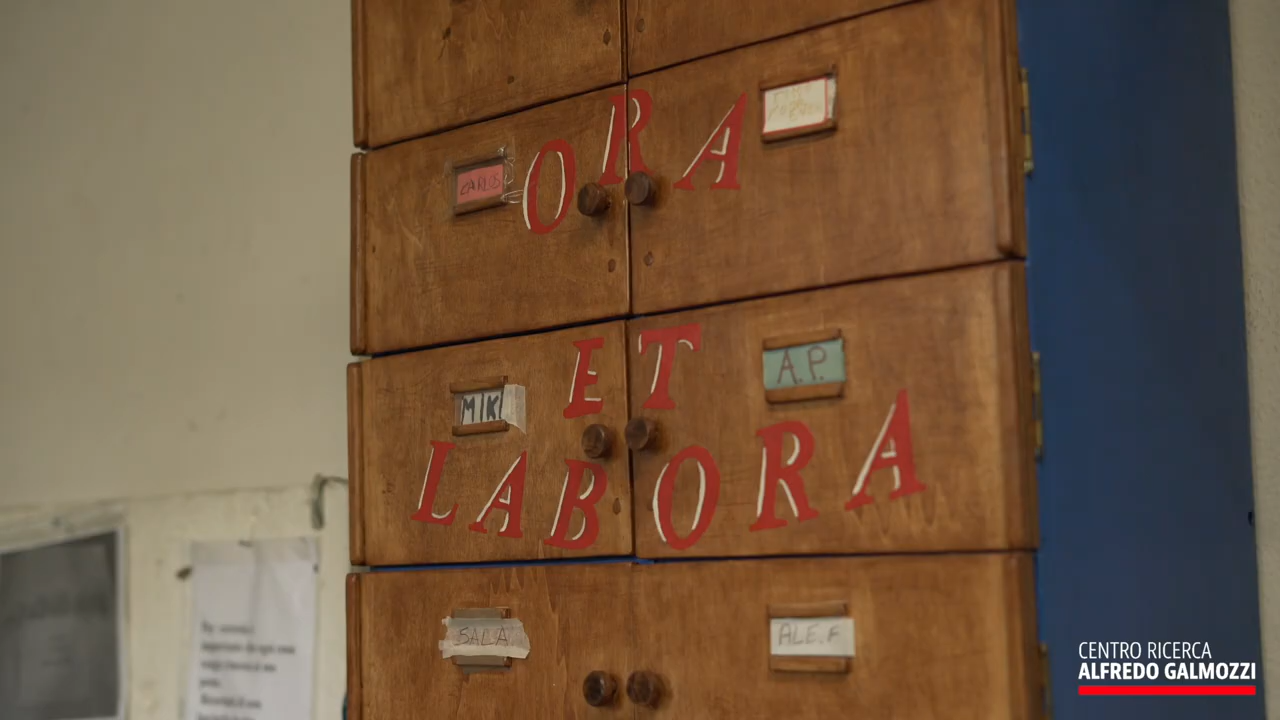 ORA
CARLOS
ET
MIKI
A.P.
LABORA
SALA
ALE.F
CENTRO RICERCA
ALFREDO GALMOZZI